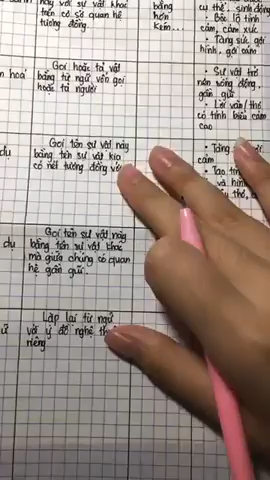 này với sự vật khác
trên cơ sở quan hệ
tương đồng
bằng
hơn
kém...
cụ thể, sinh động
• Bộc lộ tình
cảm, cảm xúc
• Tăng sức gợi
hình, gợi cảm
n hoá
Gọi hoặc tả vật
bằng từ ngữ vốn gọi
hoặc tả người
• Sự vật trở
nên sống động,
gần gũi
• Lời văn/thơ
có tính biểu cảm
cao
dụ
Gọi tên sự vật này
bằng tên sự vật kia
có nét tương đồng với
• Tăng
cảm
• Tạo tín
và hìn
dụ
Gọi tên sự vật này
bằng tên sự vật khác
mà giữa chúng có quan
hệ gần gũi.
ữ
Lặp lại từ ngữ
với ý đồ nghệ th
riêng